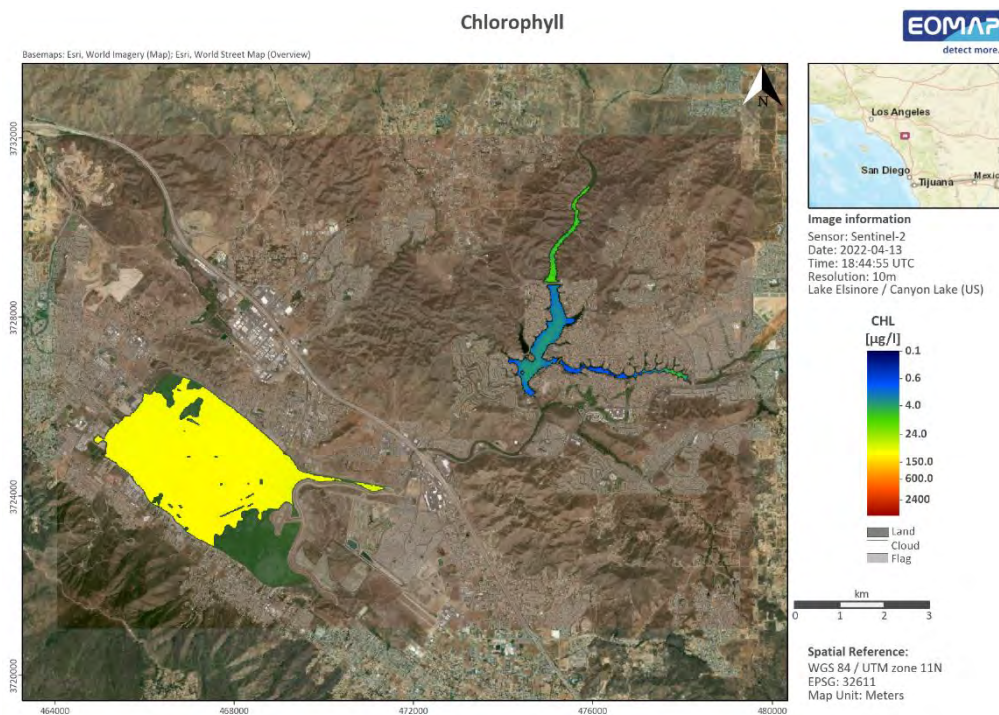 Chlorophyll
EOMAP
detect more.
Basemaps: Esri, World Imagery (Map); Esri, World Street Map (Overview)
N
3732000
3728000
3724000
3720000
464000
468000
472000
476000
480000
Los Angeles
San Diego
Tijuana
Mexic
Image information
Sensor: Sentinel-2
Date: 2022-04-13
Time: 18:44:55 UTC
Resolution: 10m
Lake Elsinore / Canyon Lake (US)
CHL
[µg/l]
0.1
0.6
4.0
24.0
150.0
600.0
2400
Land
Cloud
Flag
km
0 1 2 3
Spatial Reference:
WGS 84 / UTM zone 11N
EPSG: 32611
Map Unit: Meters